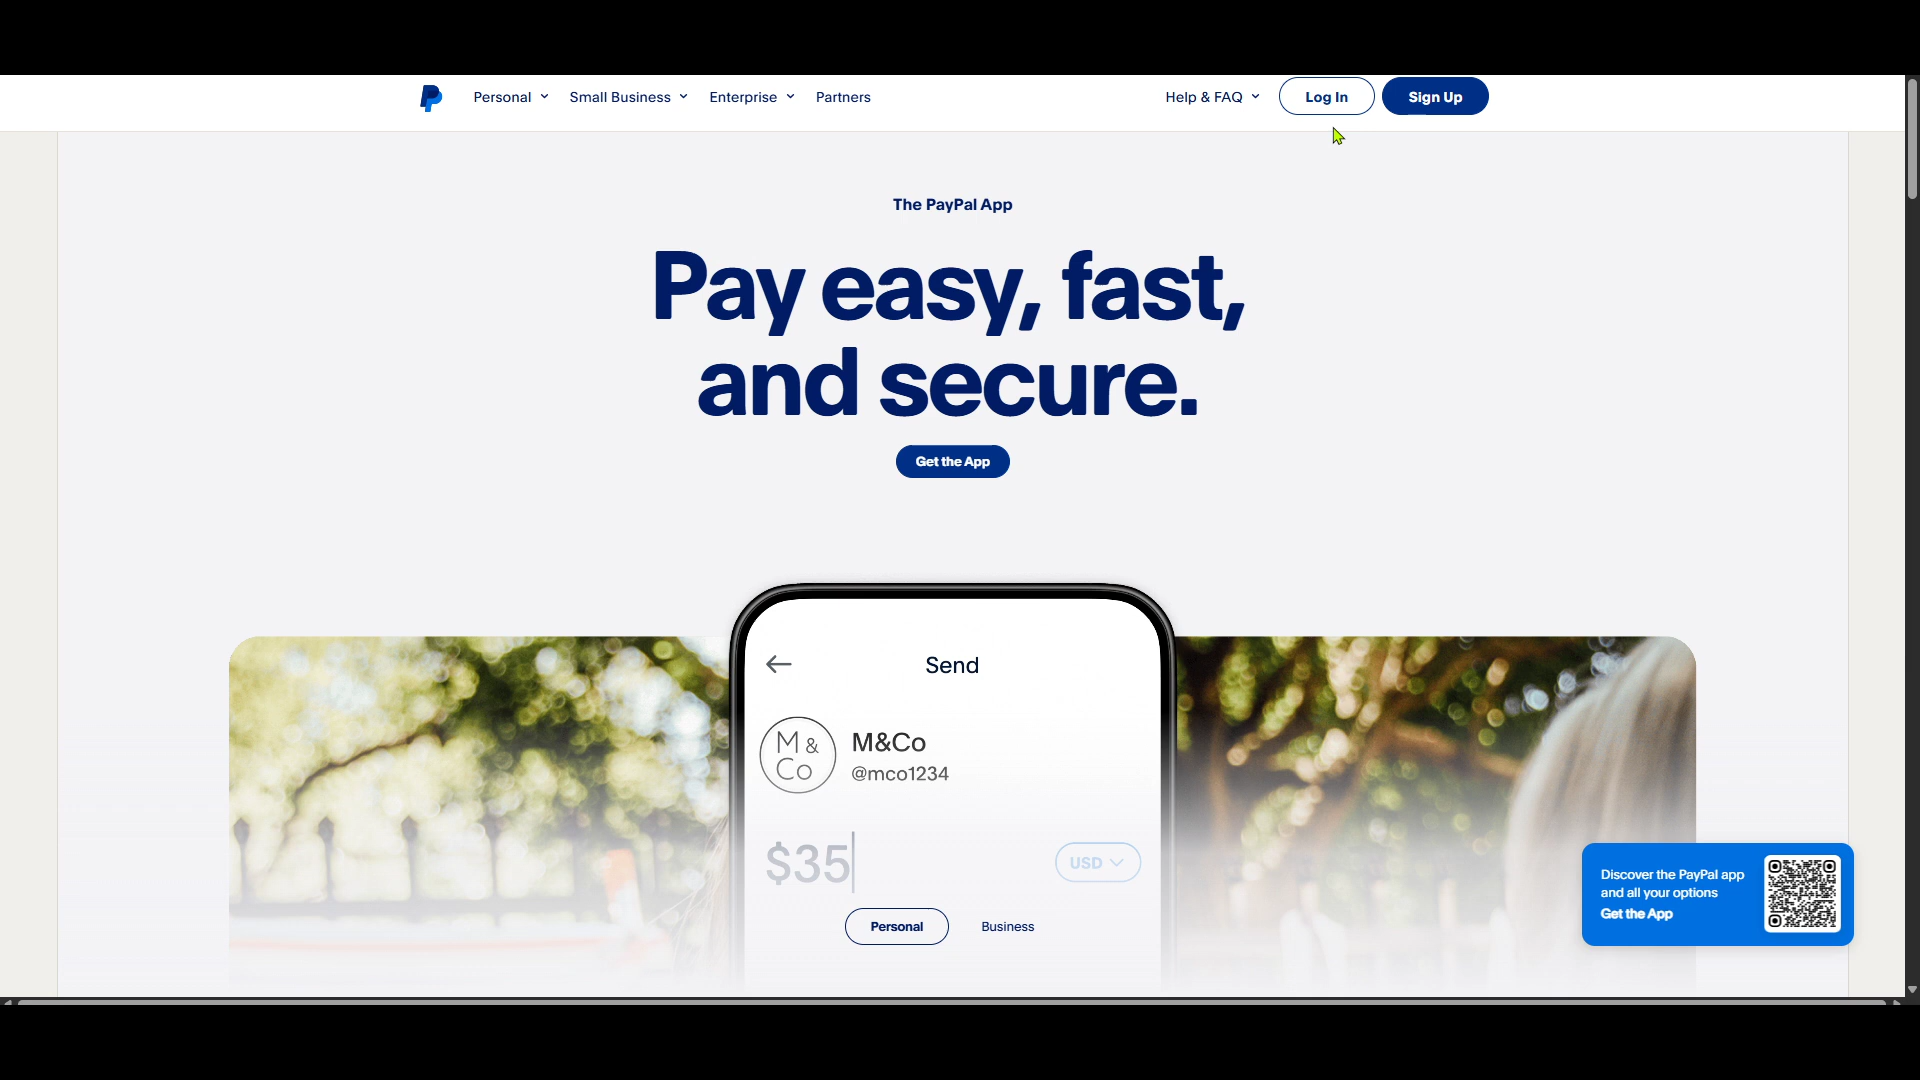 Personal Small Business Enterprise Partners Help & FAQ Log In Sign Up
The PayPal App
Pay easy, fast,
and secure.
Get the App
Send
M &
Co
M&Co
@mco1234
$35
USD
Personal Business
Discover the PayPal app
and all your options
Get the App